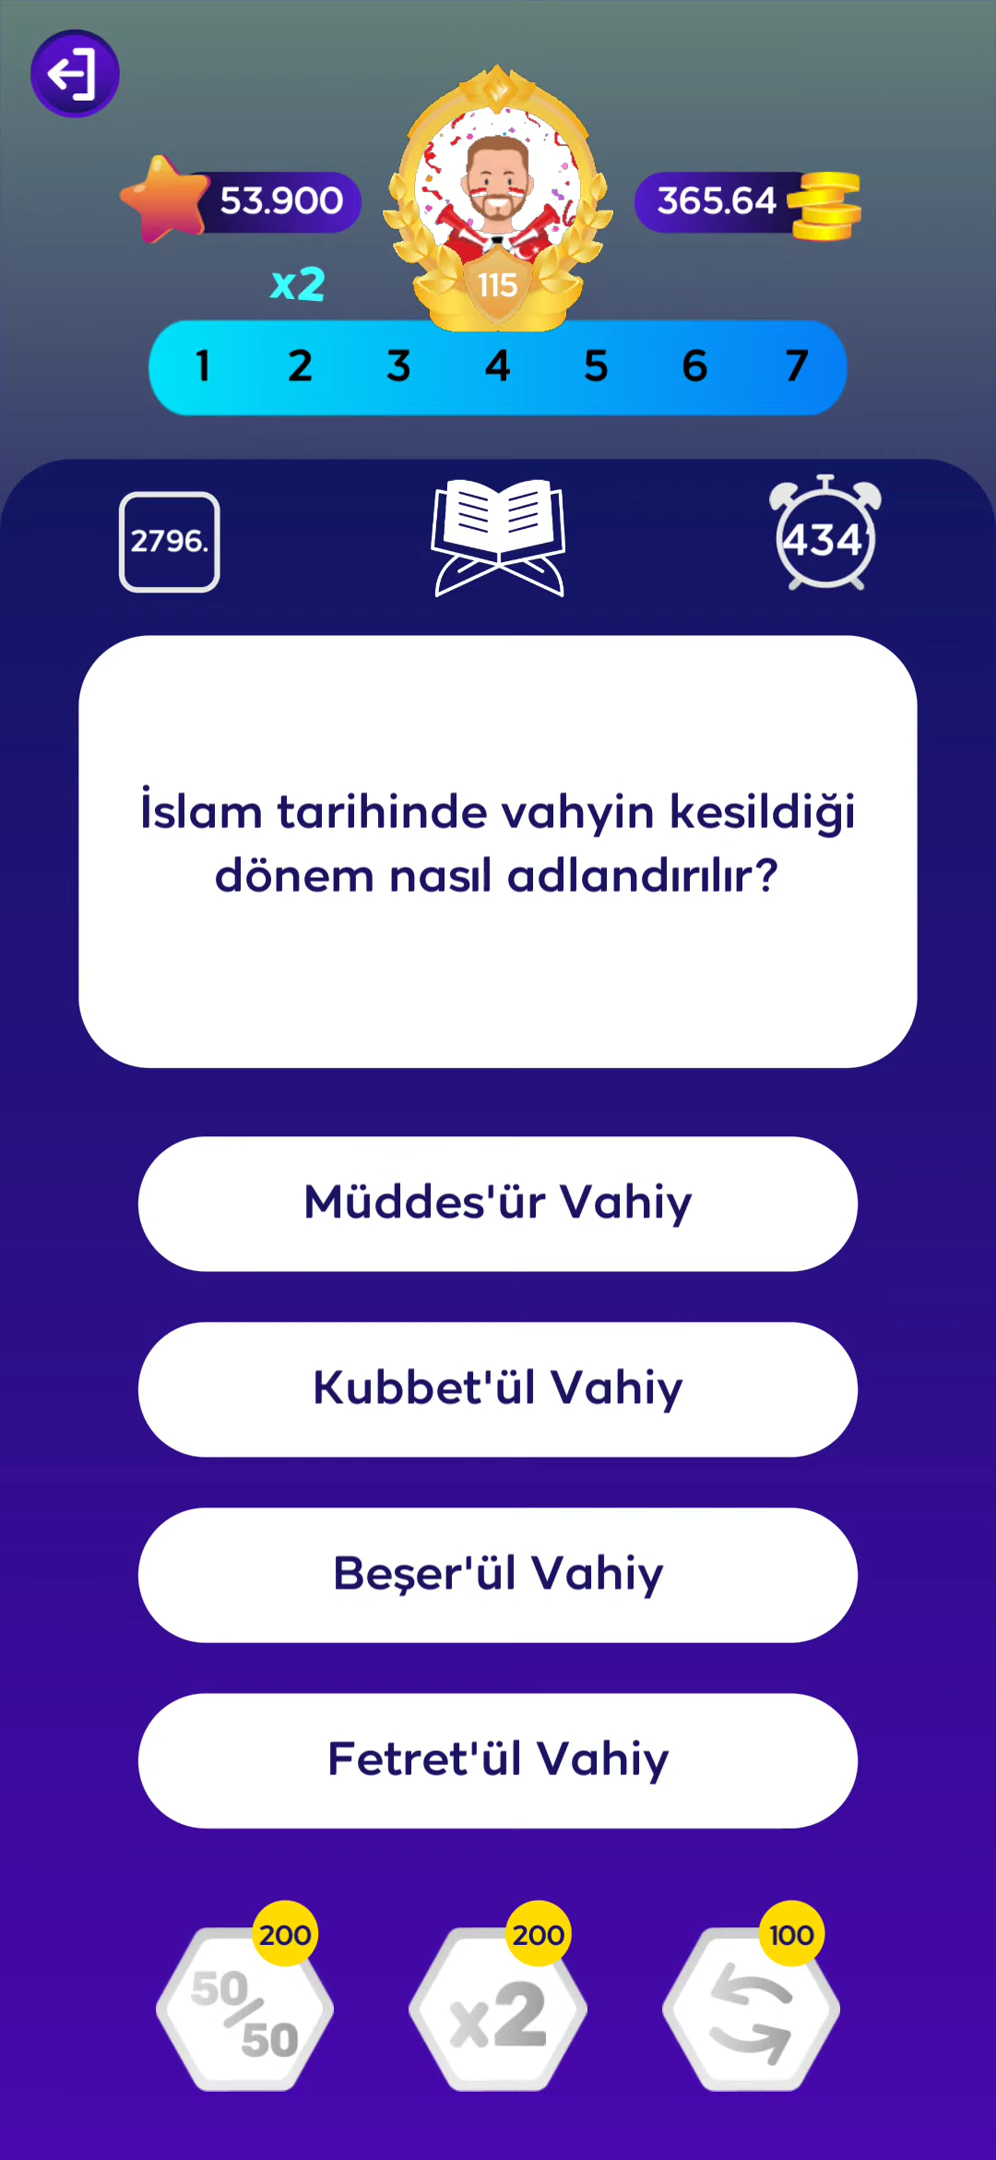 53.900
365.64
x2
115
1 2 3 4 5 6 7
2796.
434
İslam tarihinde vahyin kesildiği
dönem nasıl adlandırılır?
Müddes'ür Vahiy
Kubbet'ül Vahiy
Beşer'ül Vahiy
Fetret'ül Vahiy
200
50/50
200
x2
100